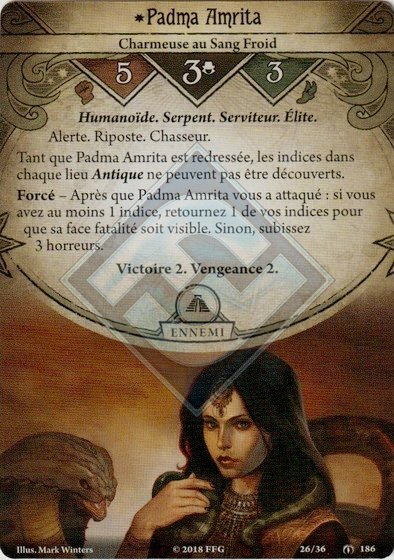 Padma Amrita
Charmeuse au Sang Froid
5 3 3
Humanoïde. Serpent. Serviteur. Élite.
Alerte. Riposte. Chasseur.
Tant que Padma Amrita est redressée, les indices dans
chaque lieu Antique ne peuvent pas être découverts.
Forcé – Après que Padma Amrita vous a attaqué : si vous
avez au moins 1 indice, retournez 1 de vos indices pour
que sa face fatalité soit visible. Sinon, subissez
3 horreurs.
Victoire 2. Vengeance 2.
ENNEMI
Illus. Mark Winters © 2018 FFG 26/36 186